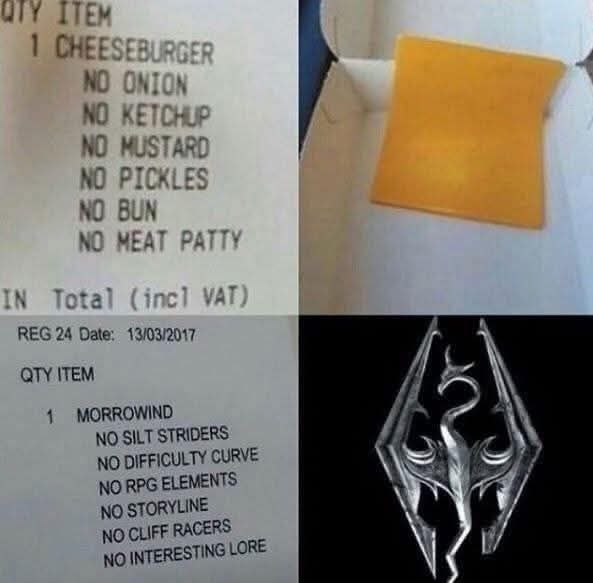 QTY ITEM
1 CHEESEBURGER
NO ONION
NO KETCHUP
NO MUSTARD
NO PICKLES
NO BUN
NO MEAT PATTY
IN Total (incl VAT)
REG 24 Date: 13/03/2017
QTY ITEM
1 MORROWIND
NO SILT STRIDERS
NO DIFFICULTY CURVE
NO RPG ELEMENTS
NO STORYLINE
NO CLIFF RACERS
NO INTERESTING LORE